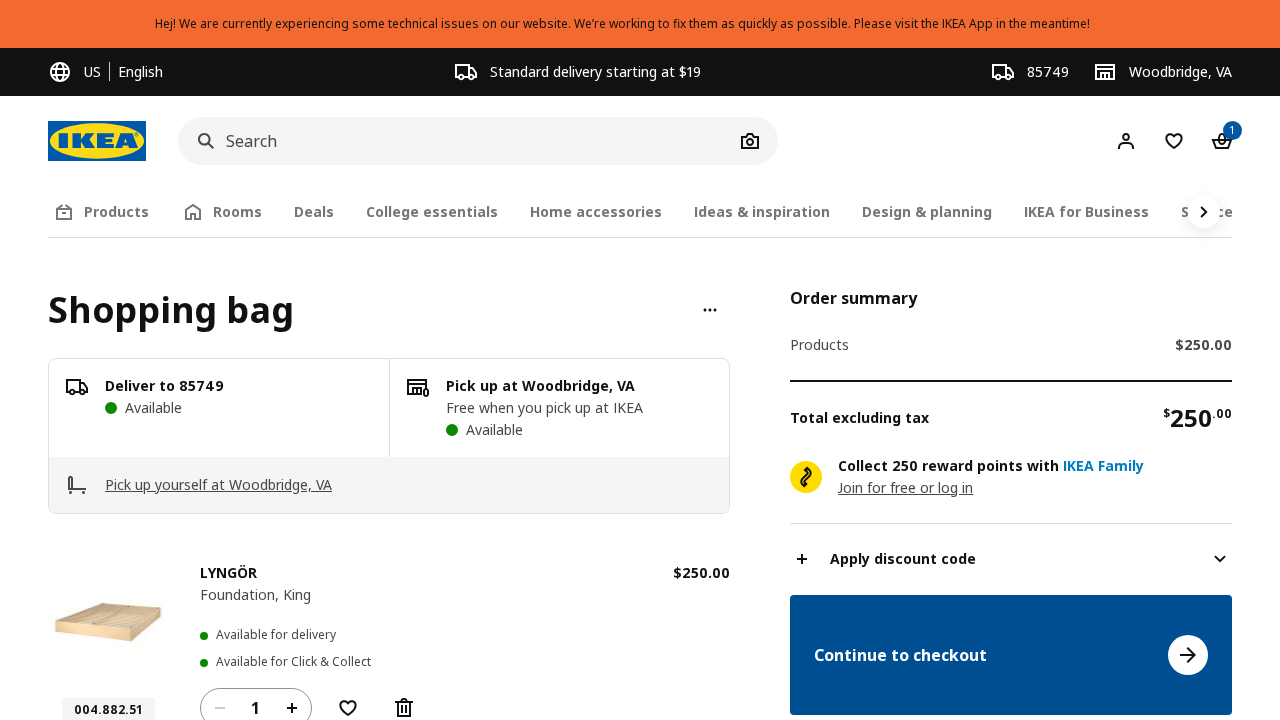 Hej! We are currently experiencing some technical issues on our website. We’re working to fix them as quickly as possible. Please visit the IKEA App in the meantime!
US English
Standard delivery starting at $19
85749
Woodbridge, VA
IKEA
Search
1
Products
Rooms
Deals
College essentials
Home accessories
Ideas & inspiration
Design & planning
IKEA for Business
Shopping bag
Deliver to 85749
Available
Pick up at Woodbridge, VA
Free when you pick up at IKEA
Available
Pick up yourself at Woodbridge, VA
LYNGÖR
$250.00
Foundation, King
Available for delivery
Available for Click & Collect
004.882.51
1
Order summary
Products
$250.00
Total excluding tax
$250.00
Collect 250 reward points with IKEA Family
Join for free or log in
Apply discount code
Continue to checkout